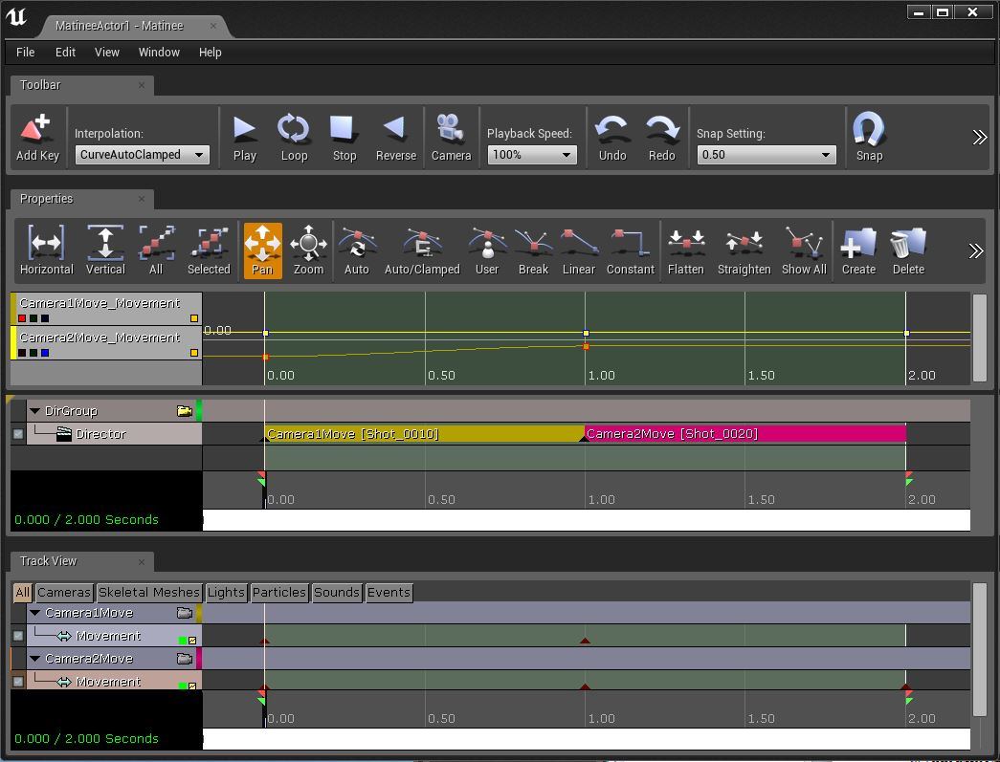 MatineeActor1 - Matinee
File Edit View Window Help
Toolbar
Add Key
Interpolation:
CurveAutoClamped
Play Loop Stop Reverse Camera
Playback Speed:
100%
Undo Redo
Snap Setting:
0.50
Snap
Properties
Horizontal Vertical All Selected Pan Zoom Auto Auto/Clamped User Break Linear Constant Flatten Straighten Show All Create Delete
Camera1Move_Movement
Camera2Move_Movement
0.00
0.00 0.50 1.00 1.50 2.00
DirGroup
Director
Camera1Move [Shot_0010] Camera2Move [Shot_0020]
0.00 0.50 1.00 1.50 2.00
0.000 / 2.000 Seconds
Track View
All Cameras Skeletal Meshes Lights Particles Sounds Events
Camera1Move
Movement
Camera2Move
Movement
0.00 0.50 1.00 1.50 2.00
0.000 / 2.000 Seconds